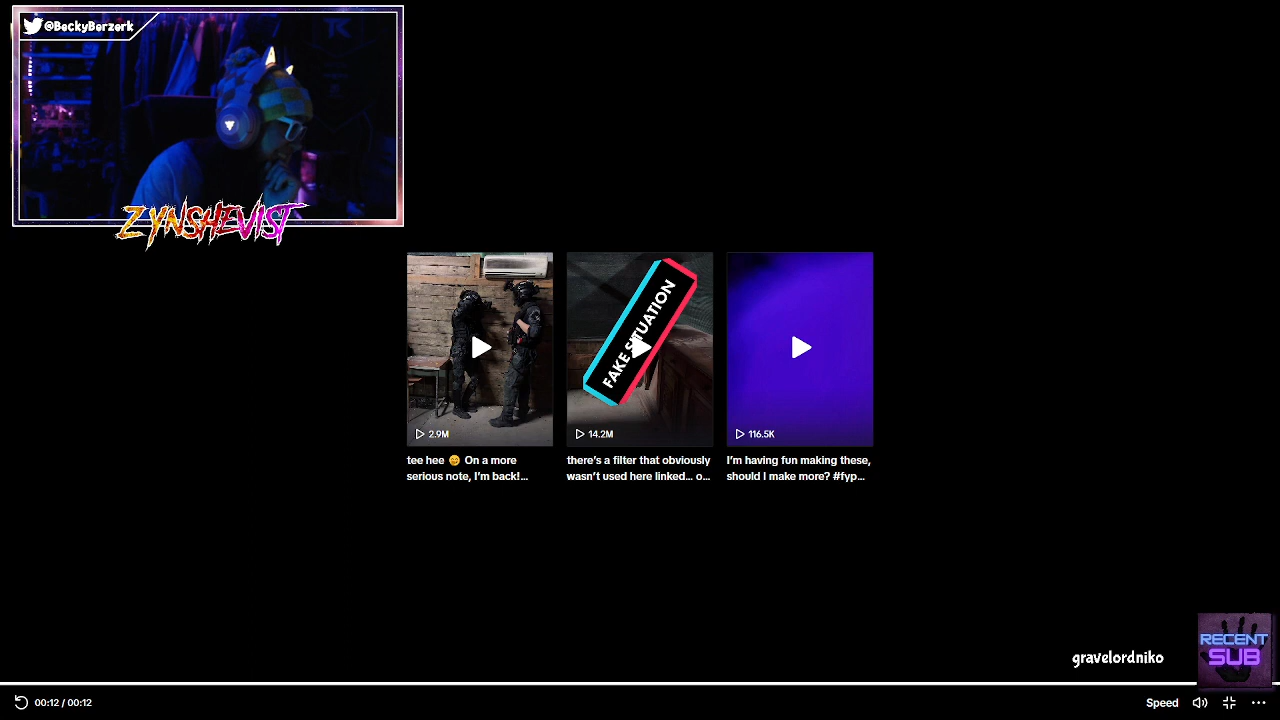 @BeckyBerzerk
ZYNSHEVIST
FAKE SITUATION
2.9M
14.2M
116.5K
tee hee 😊 On a more
serious note, I'm back!...
there's a filter that obviously
wasn't used here linked... o...
I'm having fun making these,
should I make more? #fyp...
gravelordniko
RECENT
SUB
00:12 / 00:12
Speed